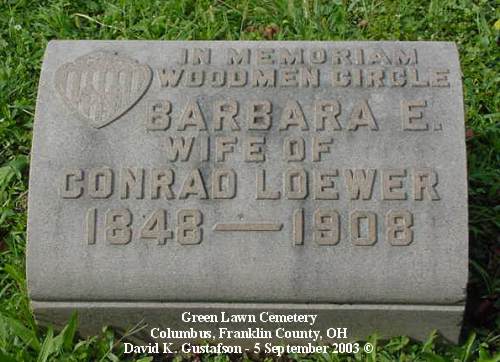 IN MEMORIAM
WOODMEN CIRCLE
BARBARA E.
WIFE OF
CONRAD LOEWER
1848 — 1908
Green Lawn Cemetery
Columbus, Franklin County, OH
David K. Gustafson - 5 September 2003 ©